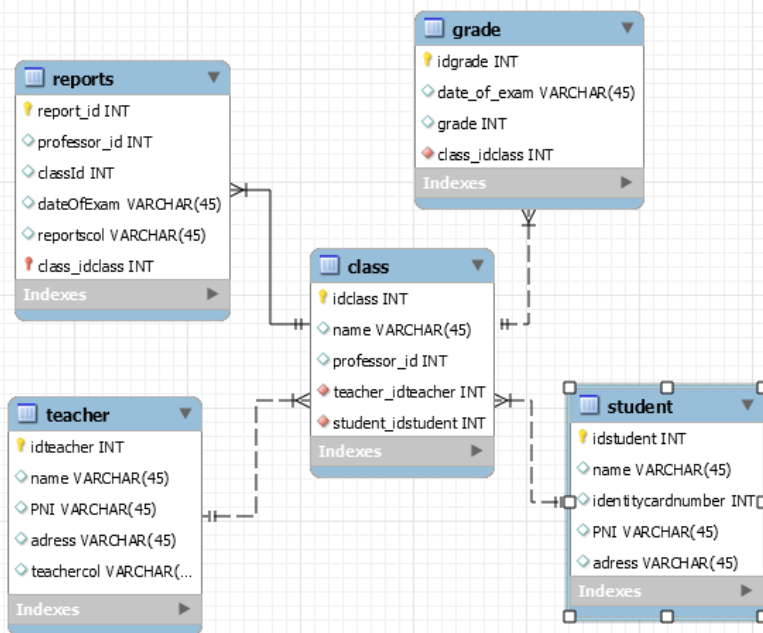 reports
report_id INT
professor_id INT
classId INT
dateOfExam VARCHAR(45)
reportscol VARCHAR(45)
class_idclass INT
Indexes
grade
idgrade INT
date_of_exam VARCHAR(45)
grade INT
class_idclass INT
Indexes
class
idclass INT
name VARCHAR(45)
professor_id INT
teacher_idteacher INT
student_idstudent INT
Indexes
teacher
idteacher INT
name VARCHAR(45)
PNI VARCHAR(45)
adress VARCHAR(45)
teachercol VARCHAR(...
Indexes
student
idstudent INT
name VARCHAR(45)
identitycardnumber INT
PNI VARCHAR(45)
adress VARCHAR(45)
Indexes